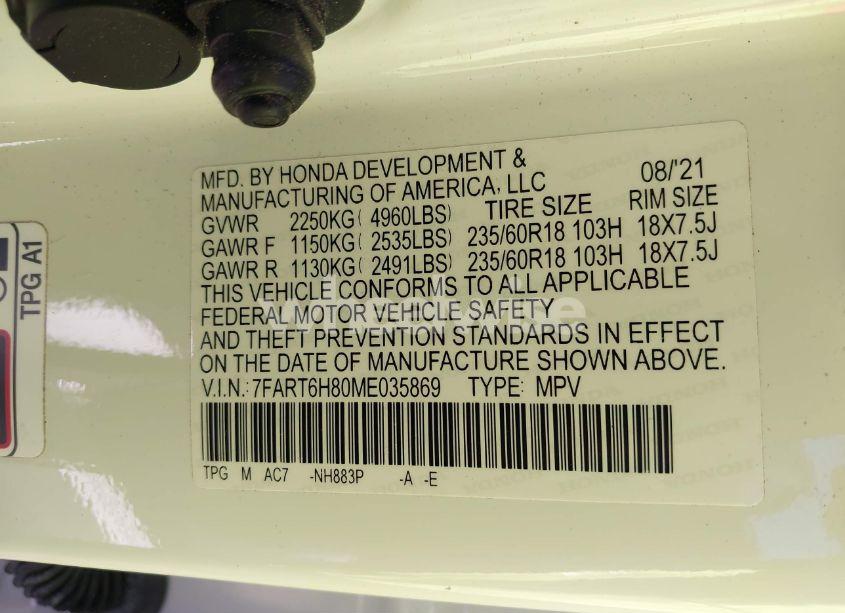 MFD. BY HONDA DEVELOPMENT & 08/'21
MANUFACTURING OF AMERICA, LLC
GVWR 2250KG( 4960LBS) TIRE SIZE RIM SIZE
GAWR F 1150KG( 2535LBS) 235/60R18 103H 18X7.5J
GAWR R 1130KG( 2491LBS) 235/60R18 103H 18X7.5J
THIS VEHICLE CONFORMS TO ALL APPLICABLE
FEDERAL MOTOR VEHICLE SAFETY
AND THEFT PREVENTION STANDARDS IN EFFECT
ON THE DATE OF MANUFACTURE SHOWN ABOVE.
V.I.N.: 7FART6H80ME035869 TYPE: MPV
TPG M AC7 -NH883P -A -E
TPG A1